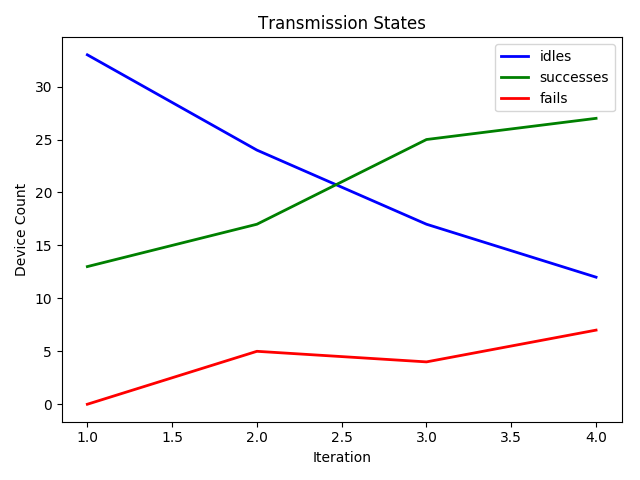 Transmission States
idles
successes
fails
Device Count
30
25
20
15
10
5
0
1.0 1.5 2.0 2.5 3.0 3.5 4.0
Iteration